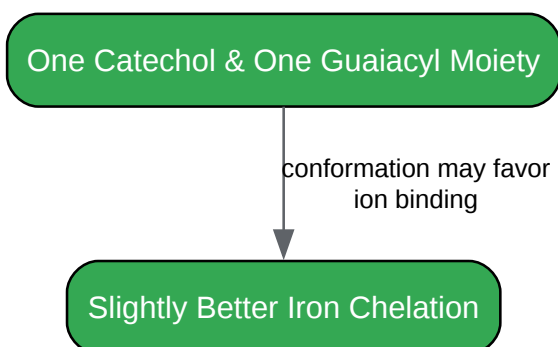 One Catechol & One Guaiacyl Moiety
conformation may favor
ion binding
Slightly Better Iron Chelation